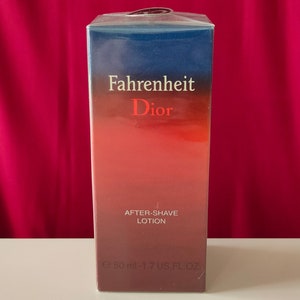 Fahrenheit
Dior
AFTER-SHAVE
LOTION
℮ 50 ml - 1.7 US FL. OZ.